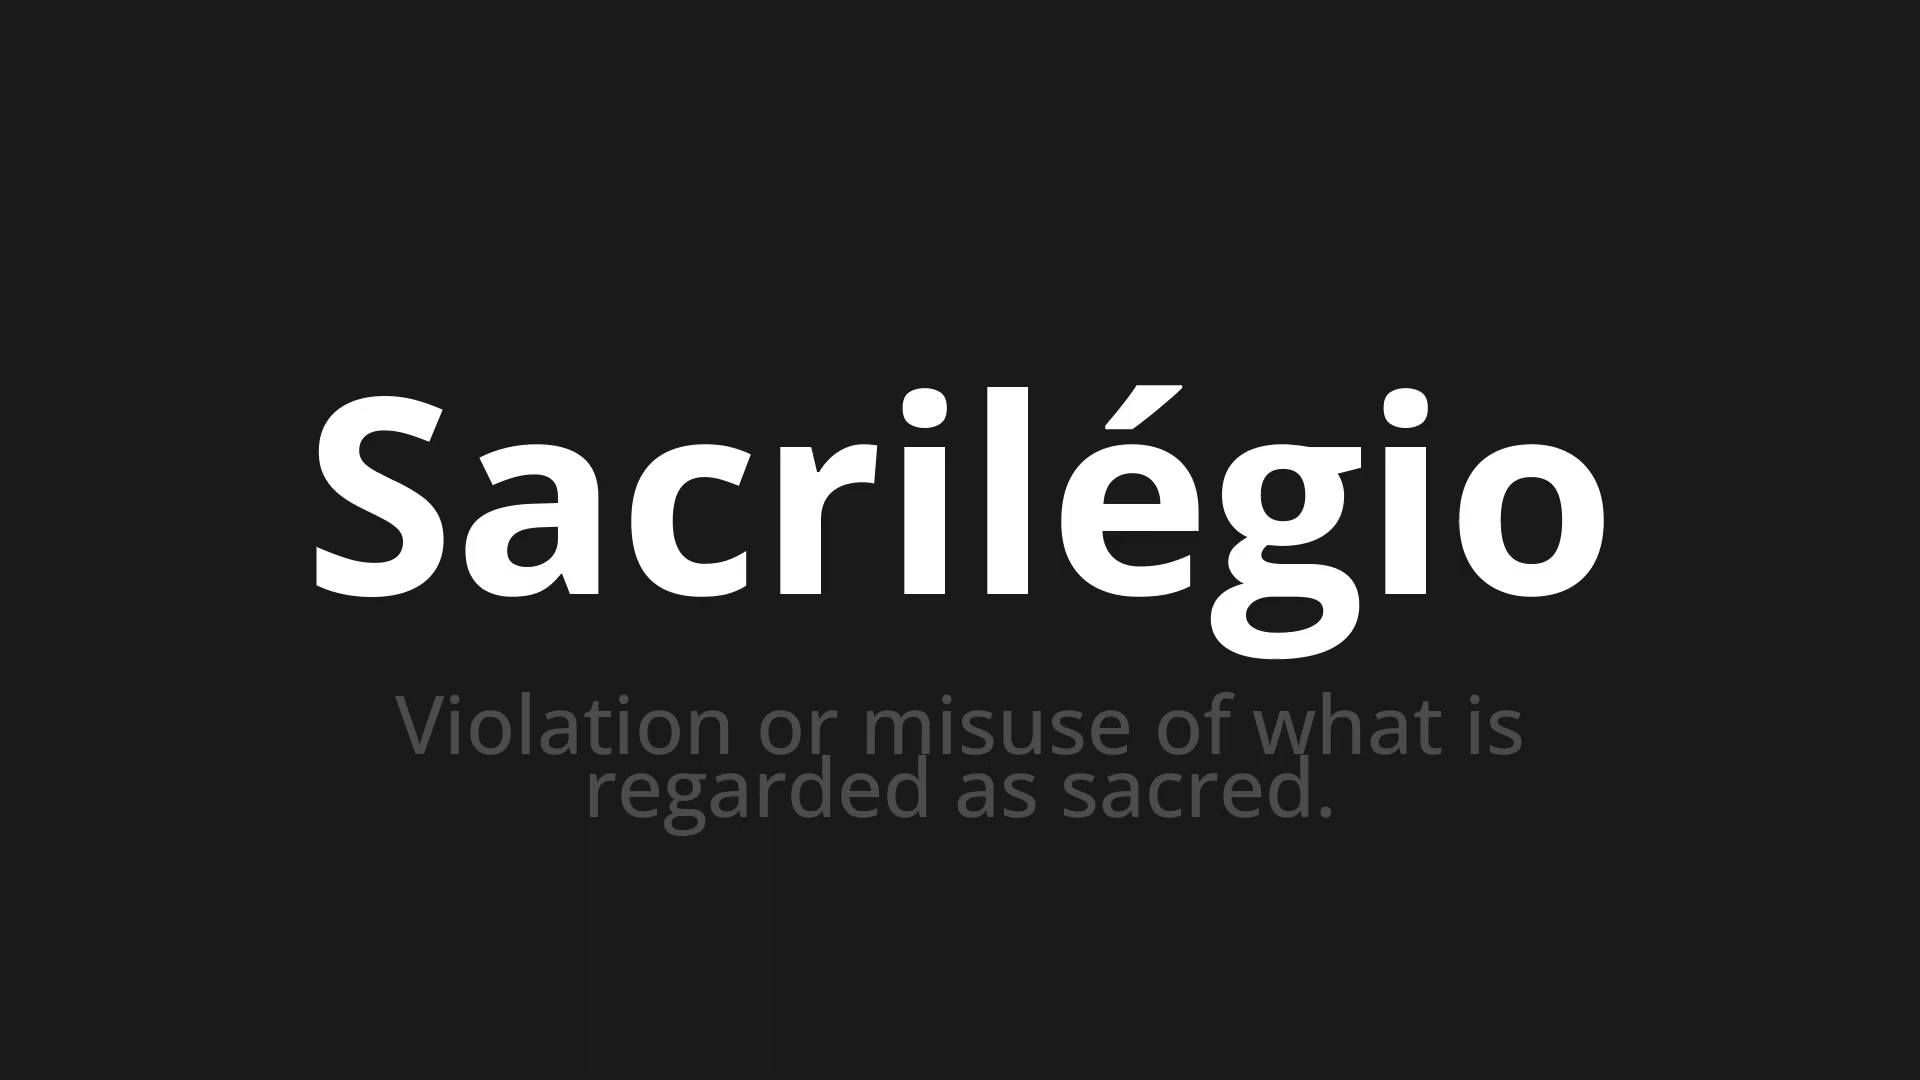 Sacrilégio
Violation or misuse of what is
regarded as sacred.